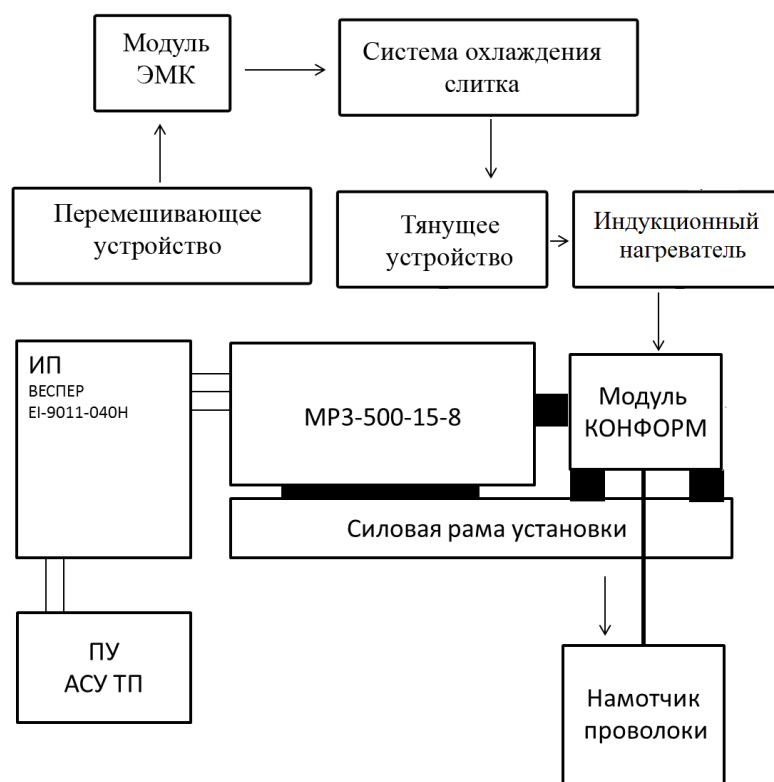 Модуль
ЭМК
Система охлаждения
слитка
Перемешивающее
устройство
Тянущее
устройство
Индукционный
нагреватель
ИП
ВЕСПЕР
EI-9011-040H
МРЗ-500-15-8
Модуль
КОНФОРМ
Силовая рама установки
ПУ
АСУ ТП
Намотчик
проволоки